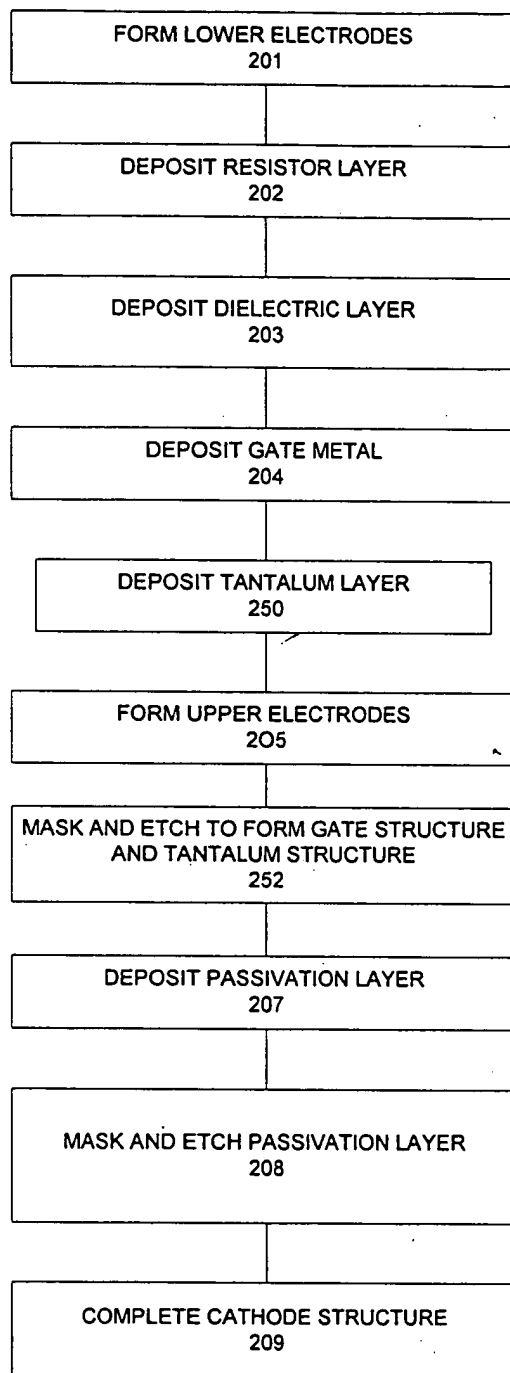 FORM LOWER ELECTRODES
201
DEPOSIT RESISTOR LAYER
202
DEPOSIT DIELECTRIC LAYER
203
DEPOSIT GATE METAL
204
DEPOSIT TANTALUM LAYER
250
FORM UPPER ELECTRODES
2O5
MASK AND ETCH TO FORM GATE STRUCTURE
AND TANTALUM STRUCTURE
252
DEPOSIT PASSIVATION LAYER
207
MASK AND ETCH PASSIVATION LAYER
208
COMPLETE CATHODE STRUCTURE
209